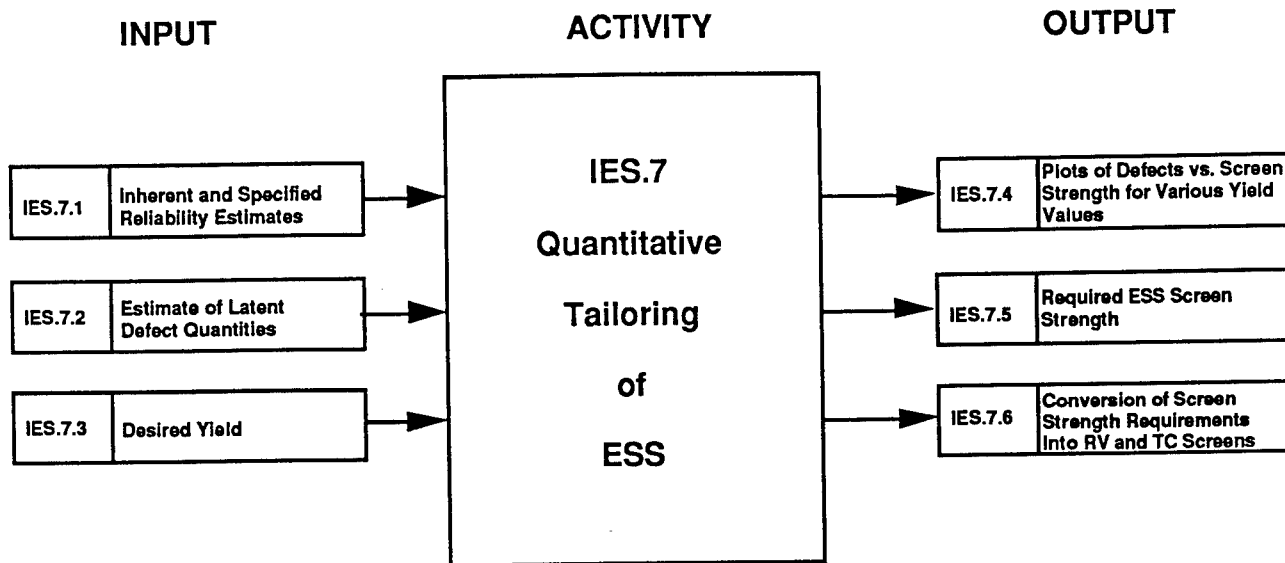 INPUT
ACTIVITY
OUTPUT
IES.7.1
Inherent and Specified
Reliability Estimates
IES.7.2
Estimate of Latent
Defect Quantities
IES.7.3
Desired Yield
IES.7
Quantitative
Tailoring
of
ESS
IES.7.4
Plots of Defects vs. Screen
Strength for Various Yield
Values
IES.7.5
Required ESS Screen
Strength
IES.7.6
Conversion of Screen
Strength Requirements
Into RV and TC Screens